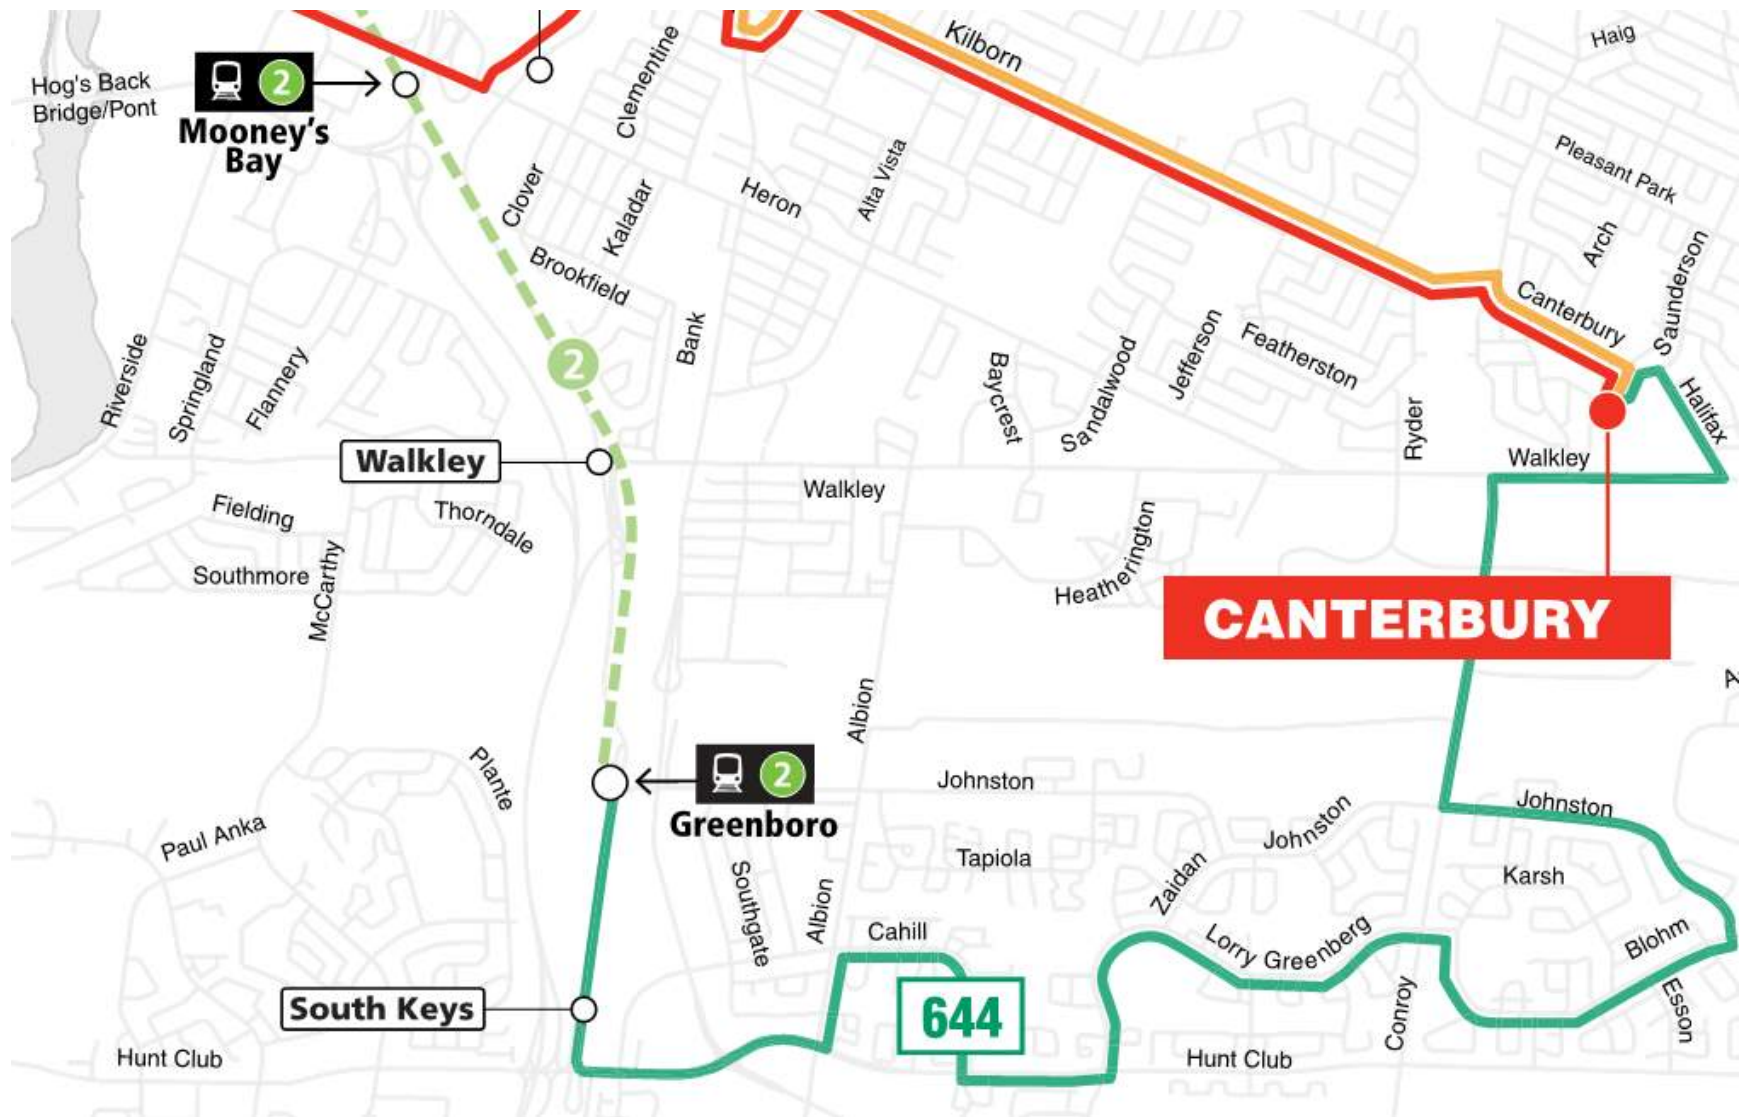 Haig
Kilborn
Clementine
Hog's Back
Bridge/Pont
2
Mooney's
Bay
Pleasant Park
Clover
Kaladar
Heron
Alta Vista
Arch
Saunderson
Brookfield
Canterbury
Bank
2
Riverside
Springland
Flannery
Baycrest
Sandalwood
Jefferson
Featherston
Ryder
Halifax
Walkley
Walkley
Walkley
Fielding
Thorndale
Southmore
McCarthy
Heatherington
CANTERBURY
Albion
Plante
2
Greenboro
Johnston
Johnston
Johnston
Paul Anka
Tapiola
Zaidan
Karsh
Southgate
Albion
Cahill
Lorry Greenberg
Blohm
South Keys
644
Conroy
Esson
Hunt Club
Hunt Club